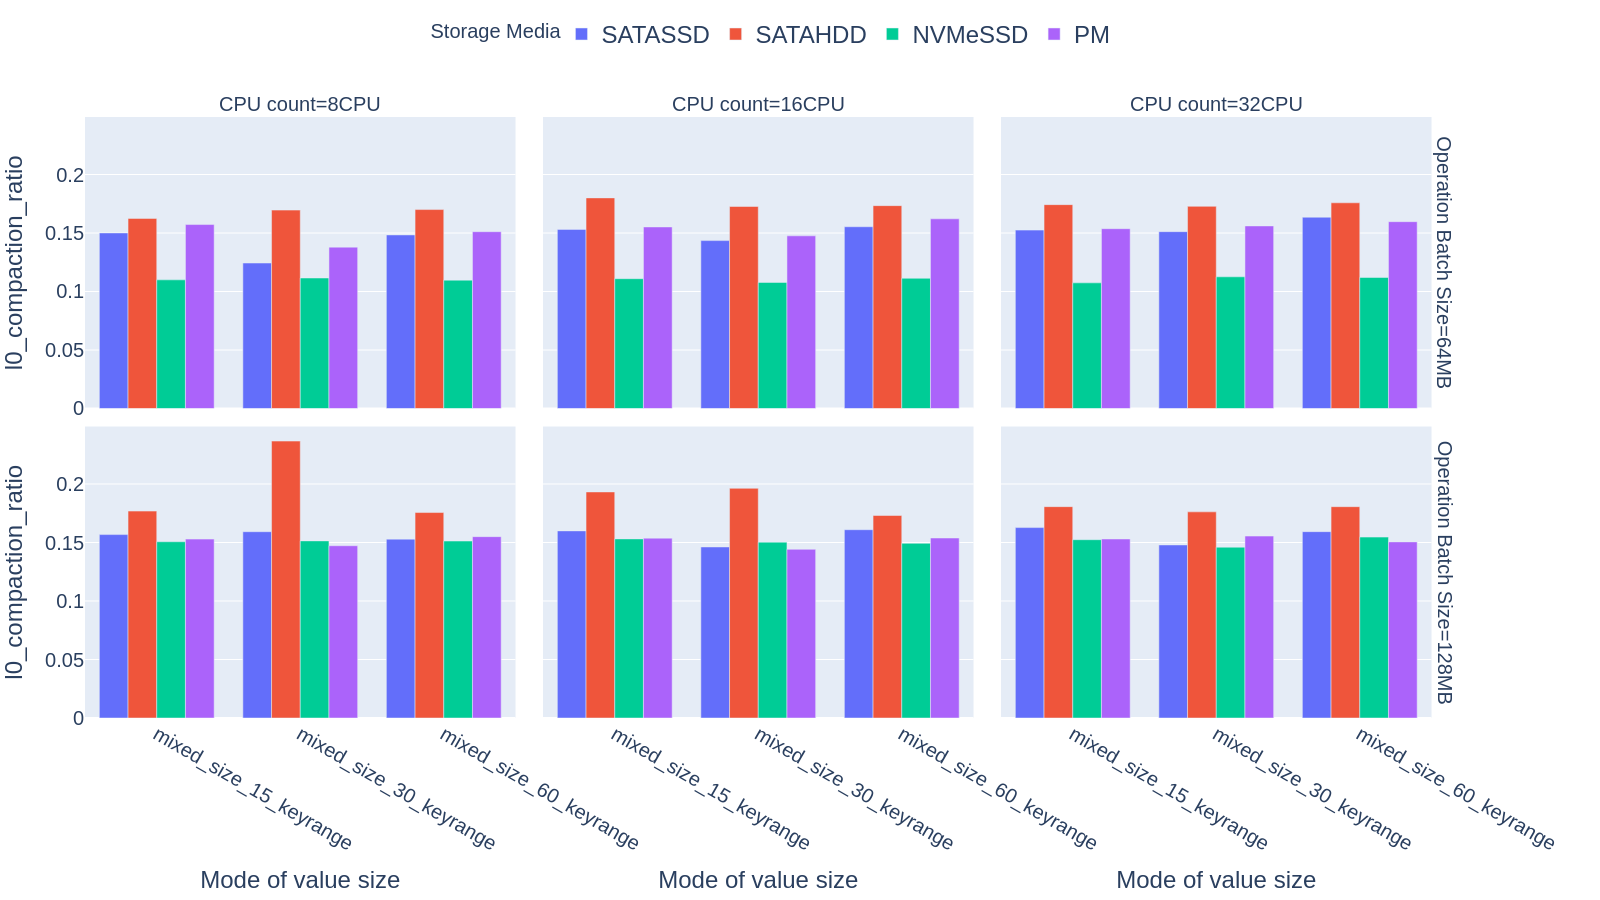 Storage Media SATASSD SATAHDD NVMeSSD PM
CPU count=8CPU CPU count=16CPU CPU count=32CPU
l0_compaction_ratio
0.2
0.15
0.1
0.05
0
Operation Batch Size=64MB
l0_compaction_ratio
0.2
0.15
0.1
0.05
0
Operation Batch Size=128MB
mixed_size_15_keyrange
mixed_size_30_keyrange
mixed_size_60_keyrange
mixed_size_15_keyrange
mixed_size_30_keyrange
mixed_size_60_keyrange
mixed_size_15_keyrange
mixed_size_30_keyrange
mixed_size_60_keyrange
Mode of value size Mode of value size Mode of value size